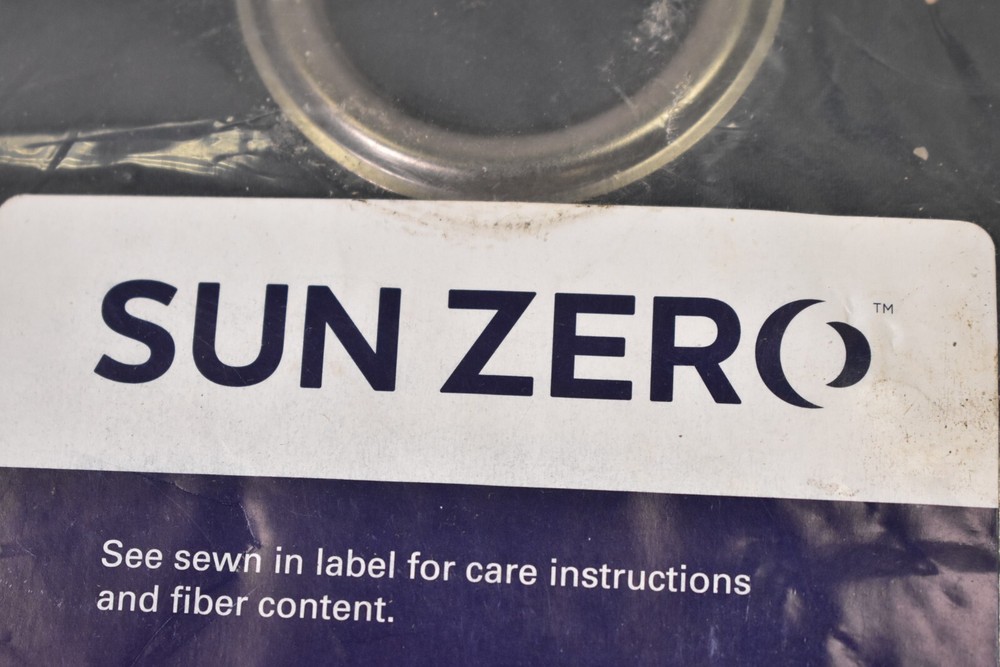 SUN ZERO™
See sewn in label for care instructions
and fiber content.